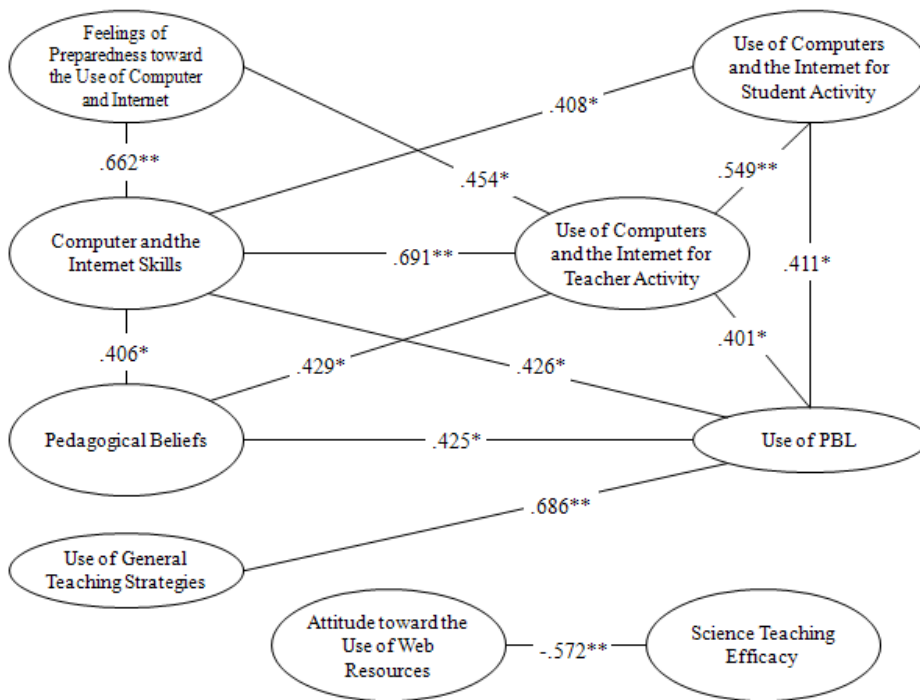 Feelings of
Preparedness toward
the Use of Computer
and Internet
Use of Computers
and the Internet for
Student Activity
.408*
.662**
.454*
.549**
Computer and the
Internet Skills
.691**
Use of Computers
and the Internet for
Teacher Activity
.411*
.406*
.429*
.426*
.401*
Pedagogical Beliefs
.425*
Use of PBL
.686**
Use of General
Teaching Strategies
Attitude toward the
Use of Web
Resources
-.572**
Science Teaching
Efficacy